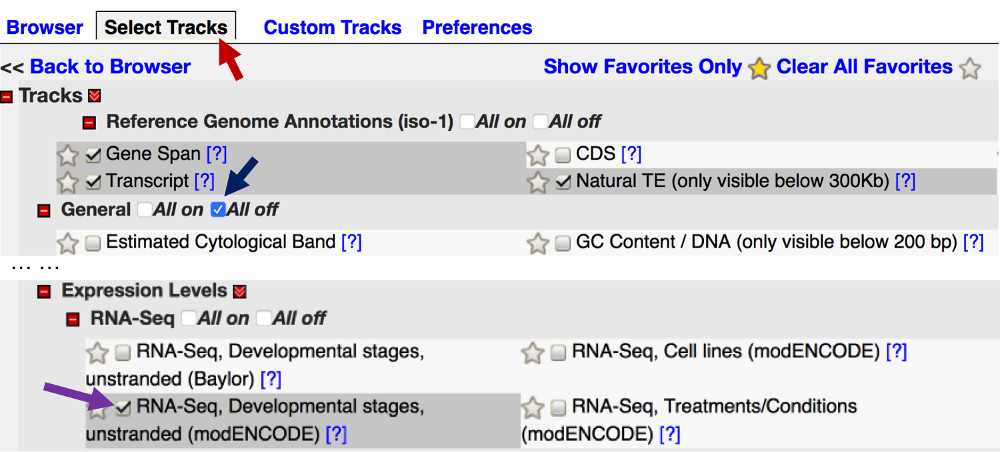 Browser Select Tracks Custom Tracks Preferences
<< Back to Browser Show Favorites Only Clear All Favorites
Tracks
Reference Genome Annotations (iso-1) All on All off
Gene Span [?] CDS [?]
Transcript [?] Natural TE (only visible below 300Kb) [?]
General All on All off
Estimated Cytological Band [?] GC Content / DNA (only visible below 200 bp) [?]
... ...
Expression Levels
RNA-Seq All on All off
RNA-Seq, Developmental stages, RNA-Seq, Cell lines (modENCODE) [?]
unstranded (Baylor) [?]
RNA-Seq, Developmental stages, RNA-Seq, Treatments/Conditions
unstranded (modENCODE) [?] (modENCODE) [?]